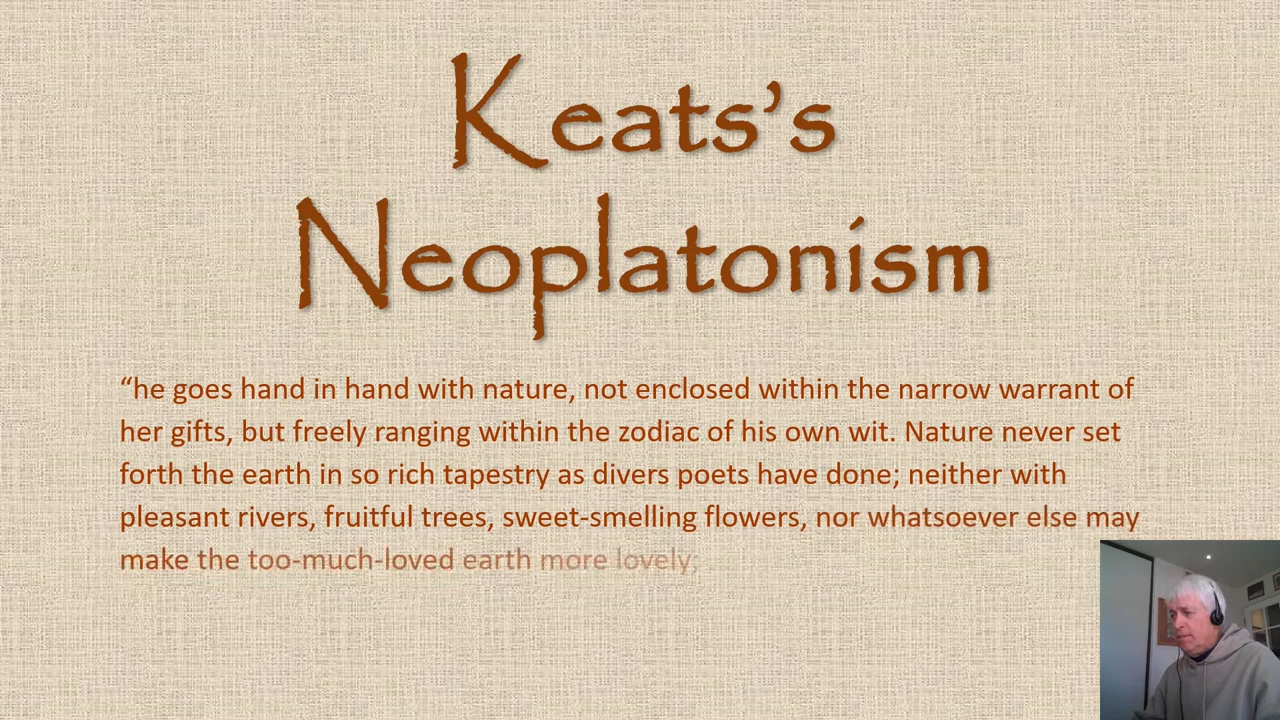 Keats’s
Neoplatonism
“he goes hand in hand with nature, not enclosed within the narrow warrant of
her gifts, but freely ranging within the zodiac of his own wit. Nature never set
forth the earth in so rich tapestry as divers poets have done; neither with
pleasant rivers, fruitful trees, sweet-smelling flowers, nor whatsoever else may
make the too-much-loved earth more lovely;